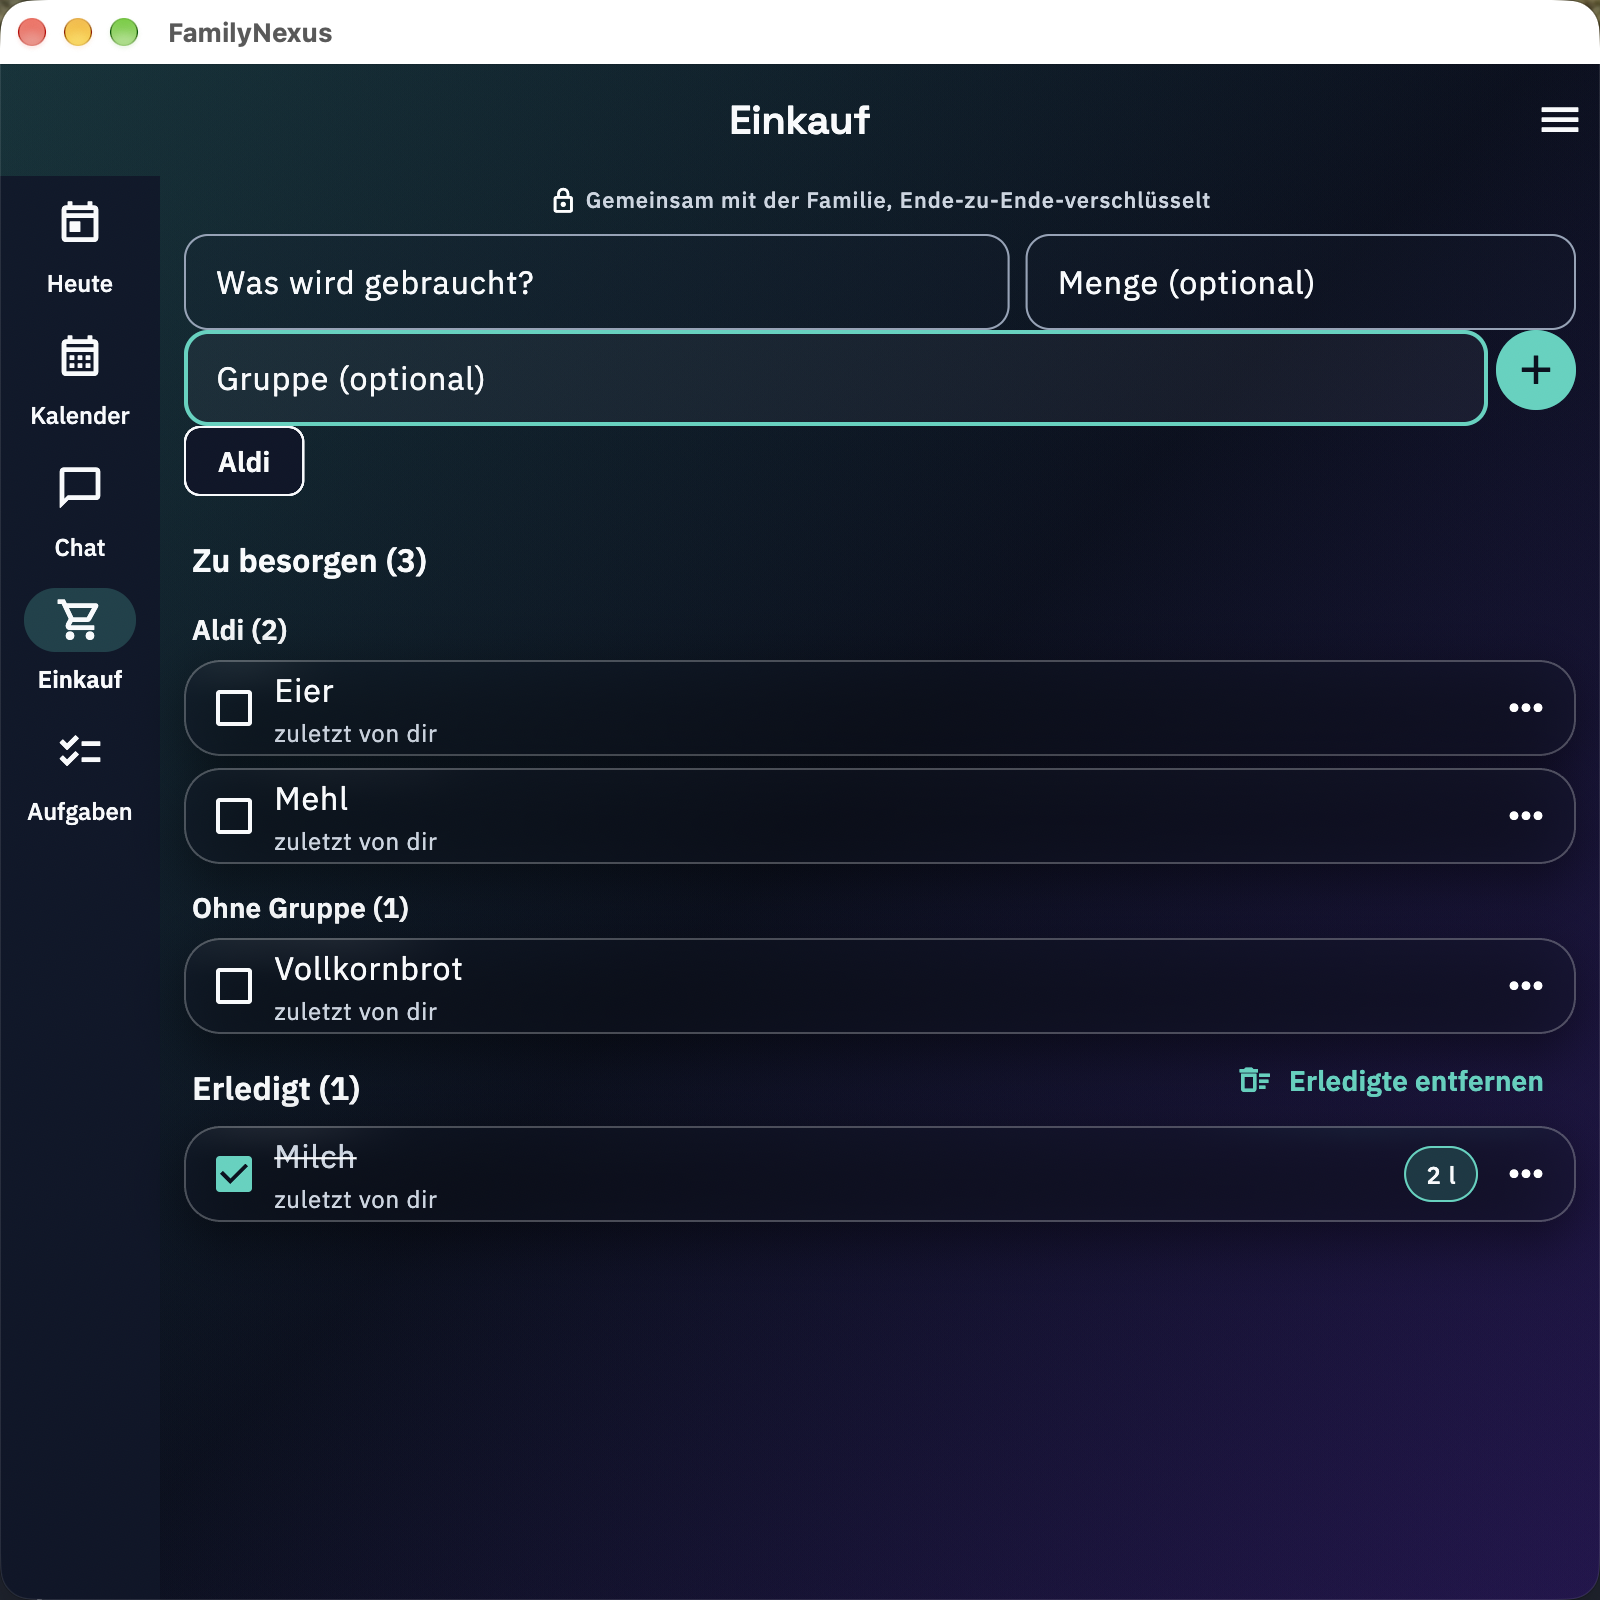 FamilyNexus
Einkauf
Gemeinsam mit der Familie, Ende-zu-Ende-verschlüsselt
Heute
Kalender
Chat
Einkauf
Aufgaben
Was wird gebraucht?
Menge (optional)
Gruppe (optional)
Aldi
Zu besorgen (3)
Aldi (2)
Eier
zuletzt von dir
Mehl
zuletzt von dir
Ohne Gruppe (1)
Vollkornbrot
zuletzt von dir
Erledigt (1)
Erledigte entfernen
Milch
zuletzt von dir
2 l